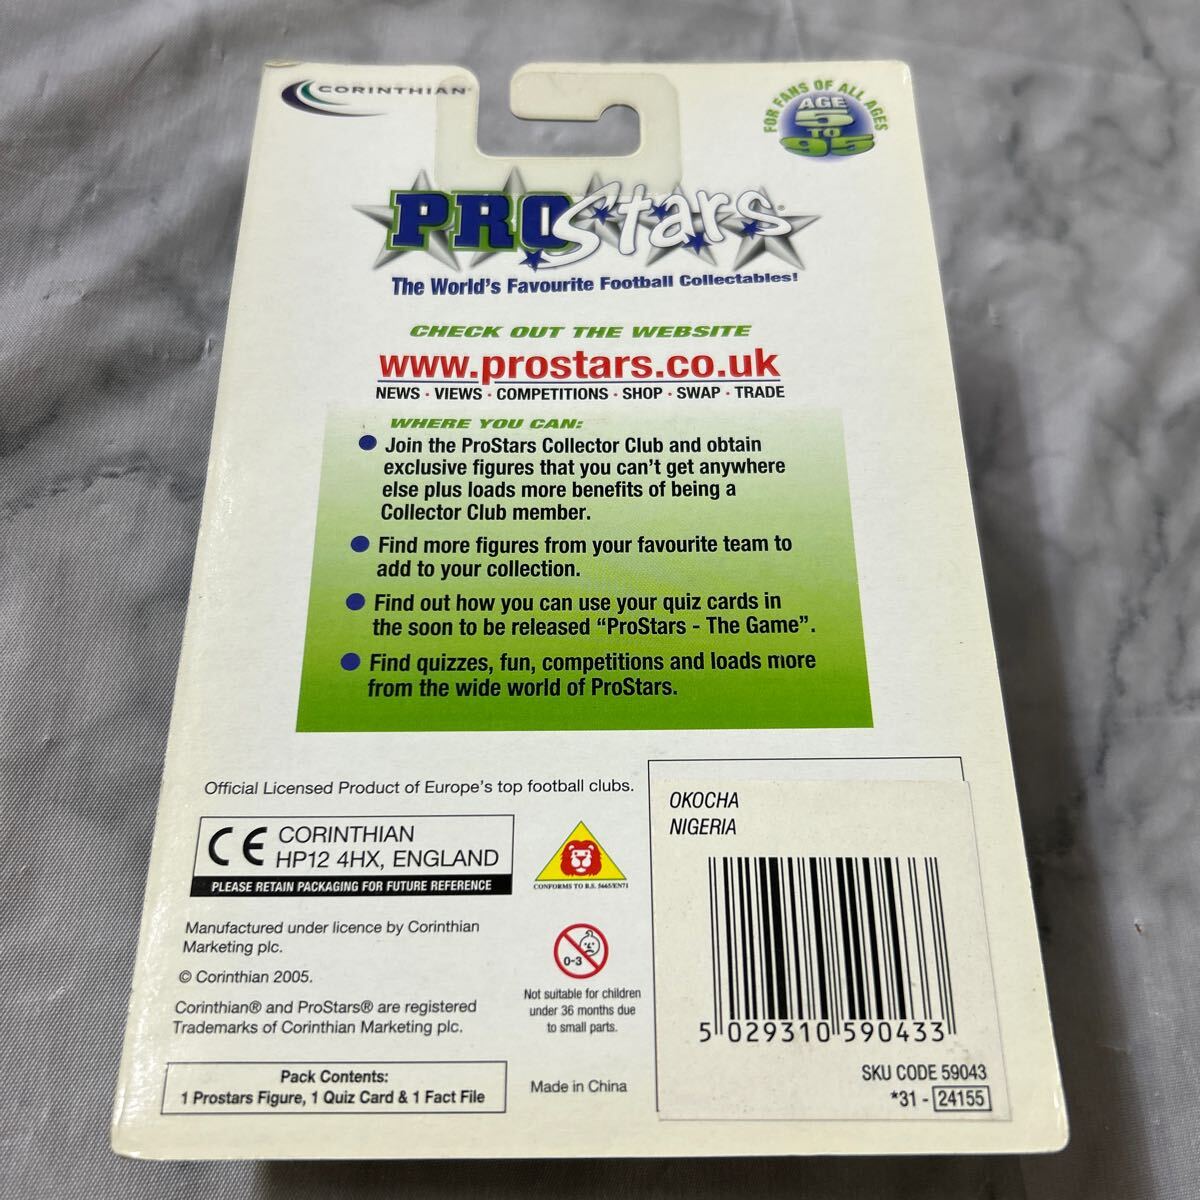 CORINTHIAN
FOR FANS OF ALL AGES
AGE
5
TO
95
PROStars®
The World's Favourite Football Collectables!
CHECK OUT THE WEBSITE
www.prostars.co.uk
NEWS · VIEWS · COMPETITIONS · SHOP · SWAP · TRADE
WHERE YOU CAN:
● Join the ProStars Collector Club and obtain
exclusive figures that you can't get anywhere
else plus loads more benefits of being a
Collector Club member.
● Find more figures from your favourite team to
add to your collection.
● Find out how you can use your quiz cards in
the soon to be released “ProStars - The Game”.
● Find quizzes, fun, competitions and loads more
from the wide world of ProStars.
Official Licensed Product of Europe's top football clubs.
CE CORINTHIAN
HP12 4HX, ENGLAND
PLEASE RETAIN PACKAGING FOR FUTURE REFERENCE
CONFORMS TO B.S. 5665/EN71
Manufactured under licence by Corinthian
Marketing plc.
© Corinthian 2005.
Corinthian® and ProStars® are registered
Trademarks of Corinthian Marketing plc.
0-3
Not suitable for children
under 36 months due
to small parts.
Pack Contents:
1 Prostars Figure, 1 Quiz Card & 1 Fact File
Made in China
OKOCHA
NIGERIA
5 029310 590433
SKU CODE 59043
*31 - 24155